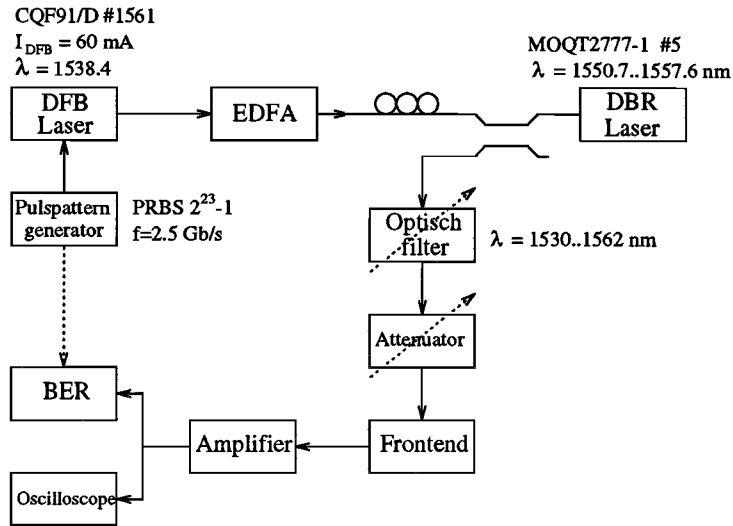 CQF91/D #1561
I DFB = 60 mA
λ = 1538.4
MOQT2777-1 #5
λ = 1550.7..1557.6 nm
DFB
Laser
EDFA
DBR
Laser
Pulspattern
generator
PRBS 2^23-1
f=2.5 Gb/s
Optisch
filter
λ = 1530..1562 nm
Attenuator
BER
Amplifier
Frontend
Oscilloscope